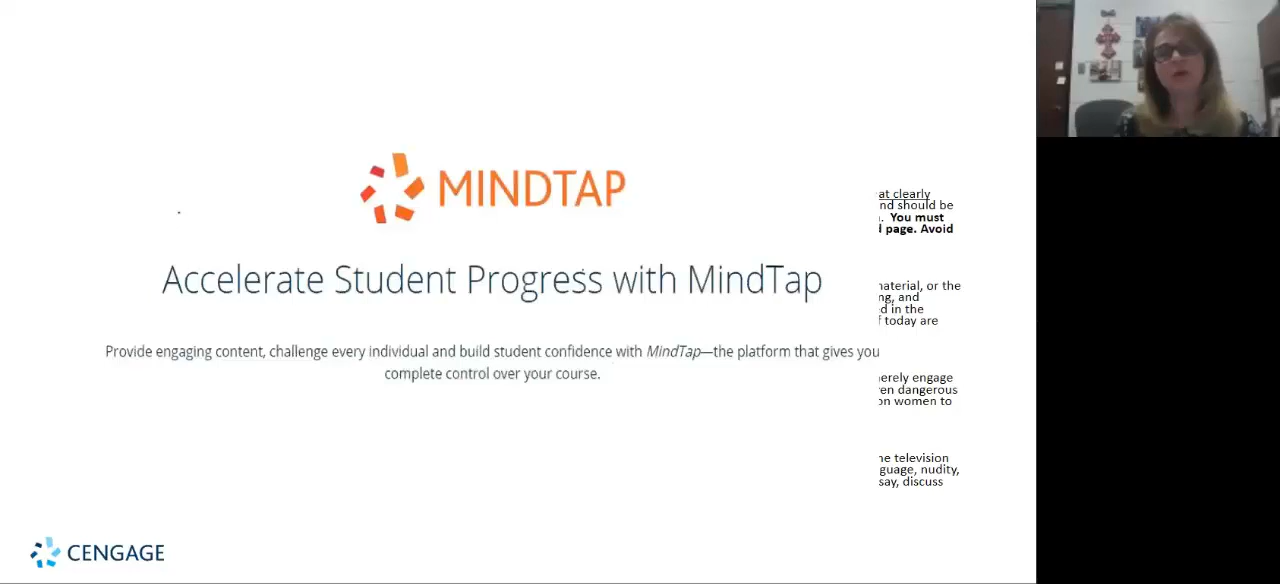 MINDTAP
Accelerate Student Progress with MindTap
Provide engaging content, challenge every individual and build student confidence with MindTap—the platform that gives you
complete control over your course.
at clearly
nd should be
. You must
page. Avoid
naterial, or the
ng, and
d in the
f today are
erely engage
en dangerous
on women to
he television
guage, nudity,
say, discuss
CENGAGE